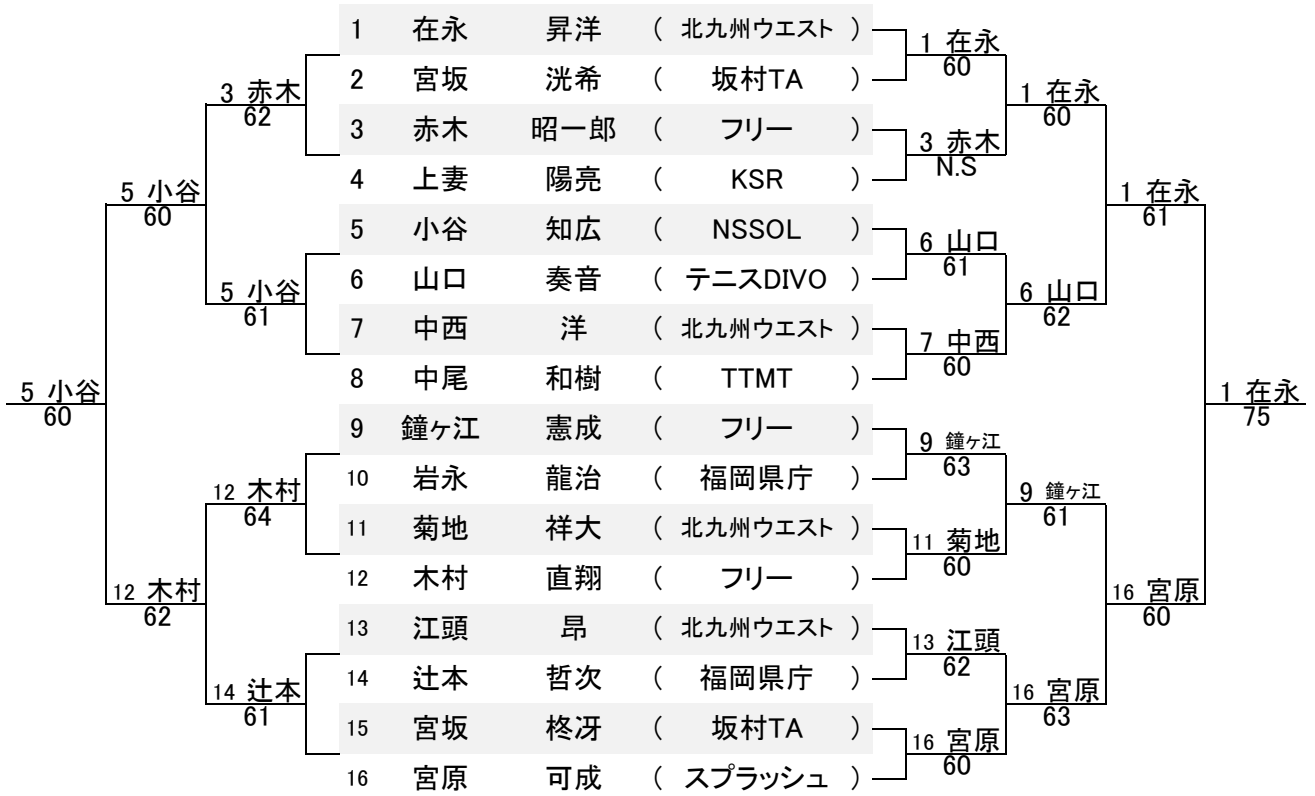 1 在永 昇洋 ( 北九州ウエスト )
1 在永
60
2 宮坂 洸希 ( 坂村TA )
3 赤木
62
1 在永
60
3 赤木 昭一郎 ( フリー )
3 赤木
N.S
4 上妻 陽亮 ( KSR )
5 小谷
60
1 在永
61
5 小谷 知広 ( NSSOL )
6 山口
61
6 山口 奏音 ( テニスDIVO )
5 小谷
61
6 山口
62
7 中西 洋 ( 北九州ウエスト )
7 中西
60
8 中尾 和樹 ( TTMT )
5 小谷
60
1 在永
75
9 鐘ヶ江 憲成 ( フリー )
9 鐘ヶ江
63
10 岩永 龍治 ( 福岡県庁 )
12 木村
64
9 鐘ヶ江
61
11 菊地 祥大 ( 北九州ウエスト )
11 菊地
60
12 木村 直翔 ( フリー )
12 木村
62
16 宮原
60
13 江頭 昂 ( 北九州ウエスト )
13 江頭
62
14 辻本 哲次 ( 福岡県庁 )
14 辻本
61
16 宮原
63
15 宮坂 柊冴 ( 坂村TA )
16 宮原
60
16 宮原 可成 ( スプラッシュ )